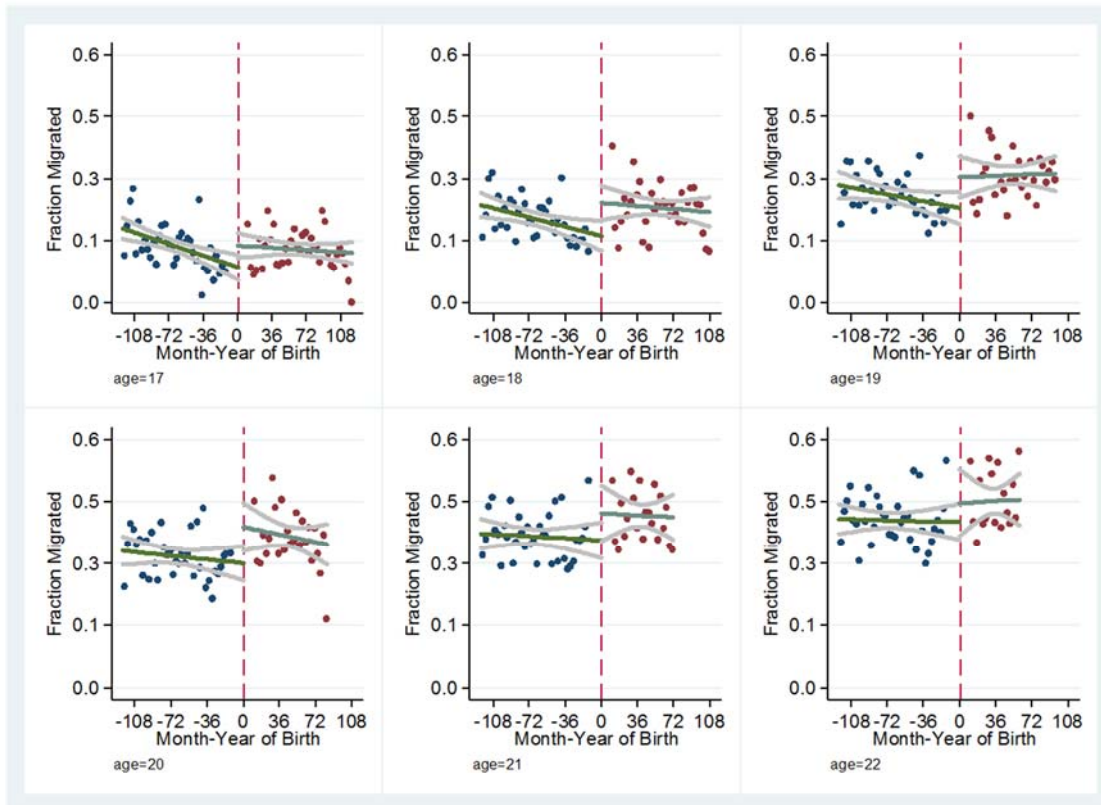 Fraction Migrated
0.6
0.5
0.3
0.1
0.0
-108 -72 -36 0 36 72 108
Month-Year of Birth
age=17
Fraction Migrated
0.6
0.5
0.3
0.1
0.0
-108 -72 -36 0 36 72 108
Month-Year of Birth
age=18
Fraction Migrated
0.6
0.5
0.3
0.1
0.0
-108 -72 -36 0 36 72 108
Month-Year of Birth
age=19
Fraction Migrated
0.6
0.5
0.3
0.1
0.0
-108 -72 -36 0 36 72 108
Month-Year of Birth
age=20
Fraction Migrated
0.6
0.5
0.3
0.1
0.0
-108 -72 -36 0 36 72 108
Month-Year of Birth
age=21
Fraction Migrated
0.6
0.5
0.3
0.1
0.0
-108 -72 -36 0 36 72 108
Month-Year of Birth
age=22